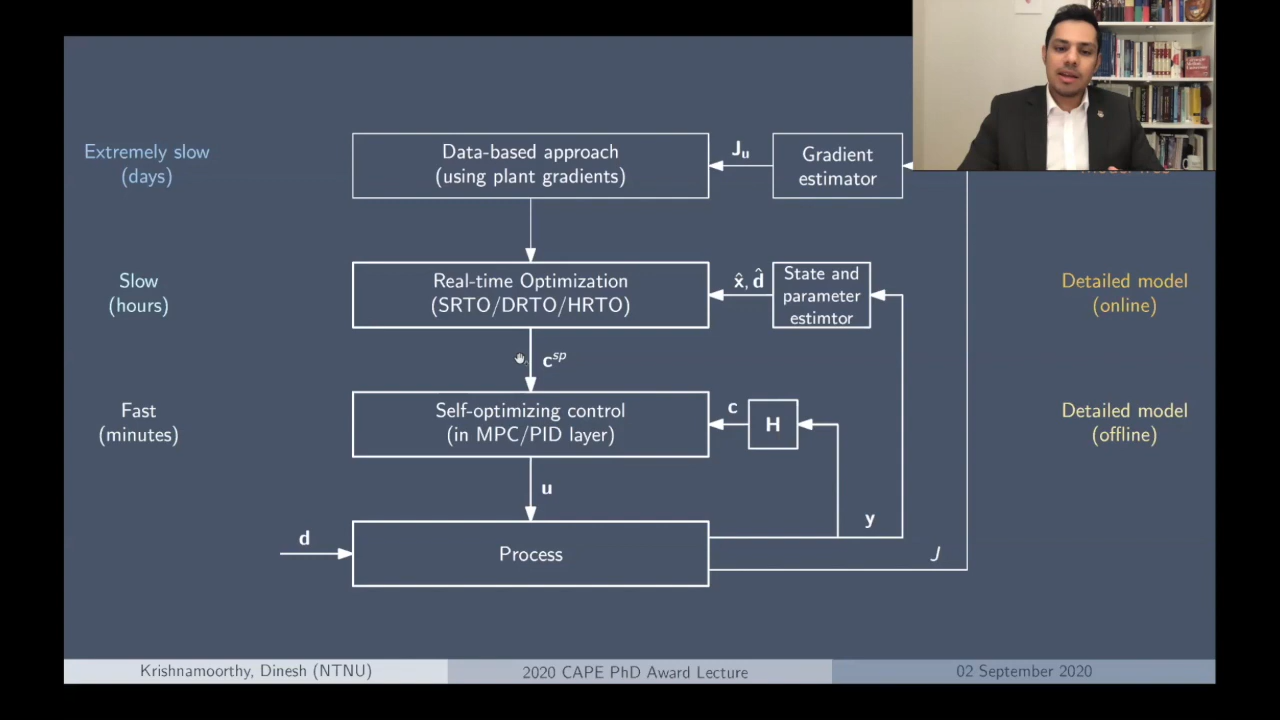 Extremely slow
(days)
Data-based approach
(using plant gradients)
Ju
Gradient
estimator
Slow
(hours)
Real-time Optimization
(SRTO/DRTO/HRTO)
x̂, d̂
State and
parameter
estimtor
Detailed model
(online)
c^sp
Fast
(minutes)
Self-optimizing control
(in MPC/PID layer)
c
H
Detailed model
(offline)
u
y
d
Process
J
Krishnamoorthy, Dinesh (NTNU)
2020 CAPE PhD Award Lecture
02 September 2020